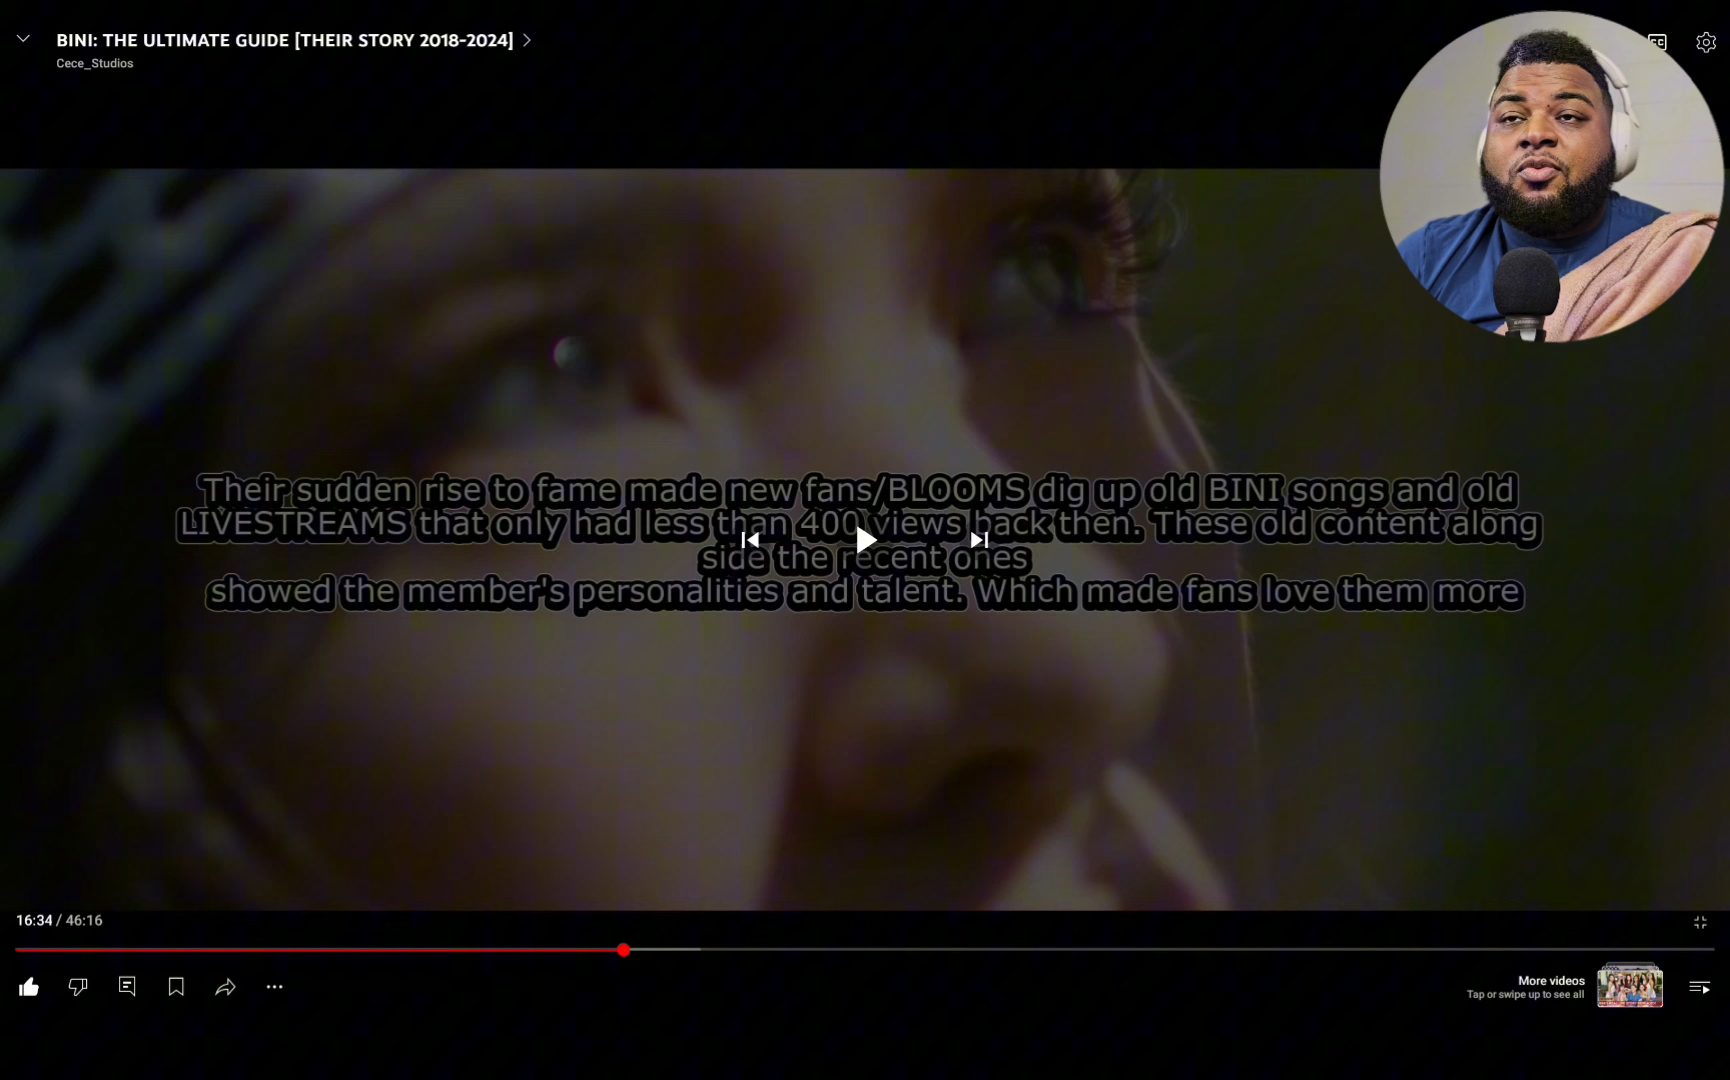 BINI: THE ULTIMATE GUIDE [THEIR STORY 2018-2024]
Cece_Studios
CC
Their sudden rise to fame made new fans/BLOOMS dig up old BINI songs and old
LIVESTREAMS that only had less than 400 views back then. These old content along
side the recent ones
showed the member's personalities and talent. Which made fans love them more
16:34 / 46:16
More videos
Tap or swipe up to see all